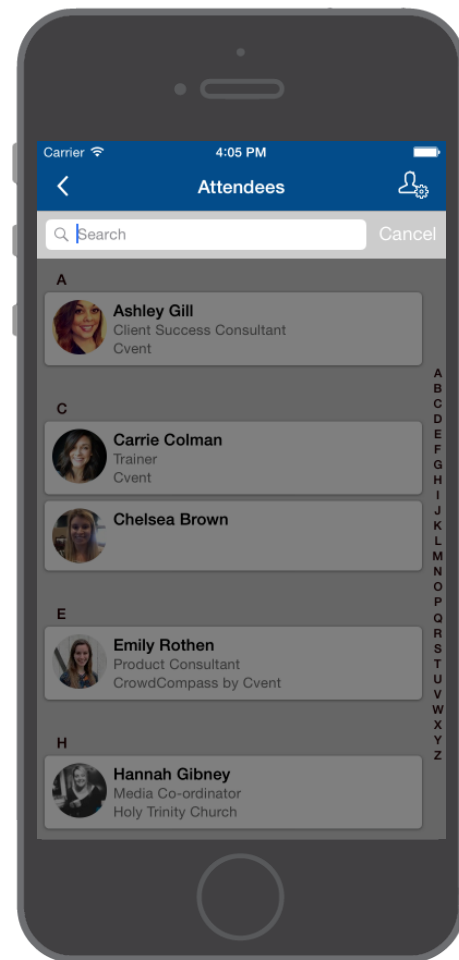 Carrier 4:05 PM
Attendees
Search Cancel
A
Ashley Gill
Client Success Consultant
Cvent
C
Carrie Colman
Trainer
Cvent
Chelsea Brown
E
Emily Rothen
Product Consultant
CrowdCompass by Cvent
H
Hannah Gibney
Media Co-ordinator
Holy Trinity Church
A
B
C
D
E
F
G
H
I
J
K
L
M
N
O
P
Q
R
S
T
U
V
W
X
Y
Z